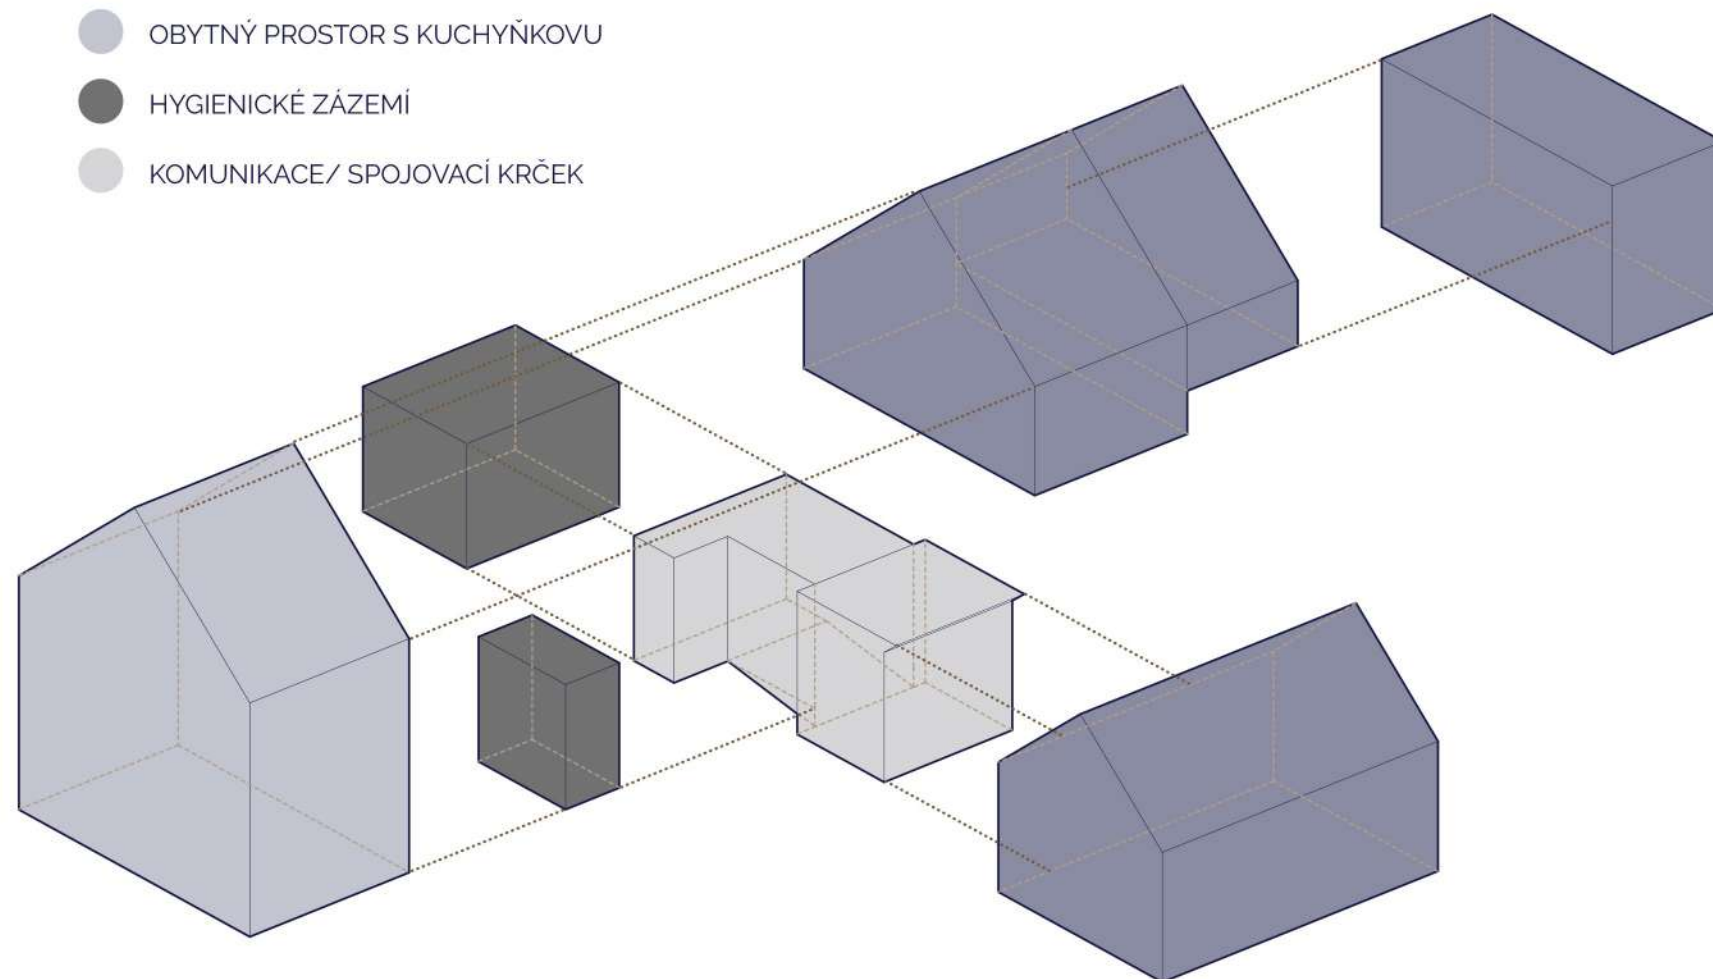 OBYTNÝ PROSTOR S KUCHYŇKOVU
HYGIENICKÉ ZÁZEMÍ
KOMUNIKACE/ SPOJOVACÍ KRČEK